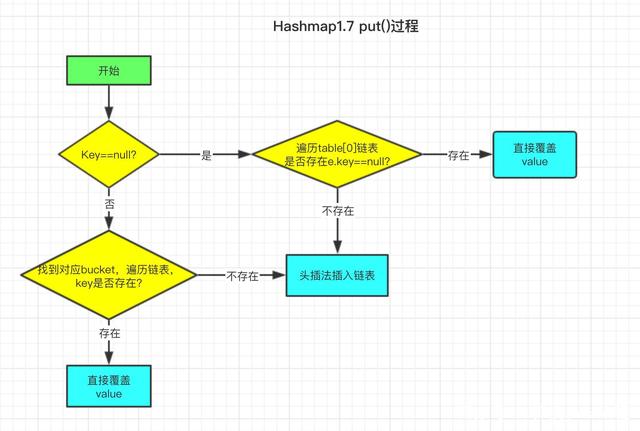 Hashmap1.7 put()过程
开始
Key==null?
是
遍历table[0]链表
是否存在e.key==null?
存在
直接覆盖
value
否
不存在
找到对应bucket，遍历链表，
key是否存在?
不存在
头插法插入链表
存在
直接覆盖
value